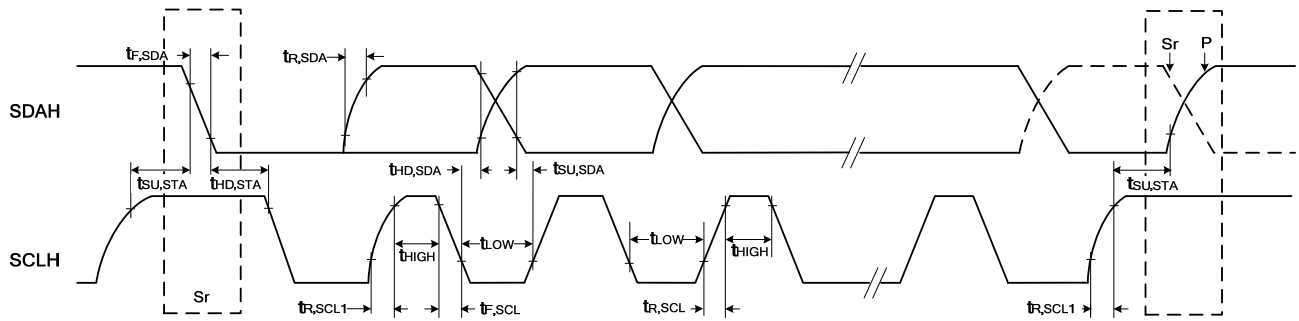 Sr P
tF,SDA tR,SDA
SDAH
tHD,SDA tSU,SDA
tSU,STA tHD,STA tSU,STA
tLOW tLOW
tHIGH tHIGH
SCLH
Sr tR,SCL1 tF,SCL tR,SCL tR,SCL1